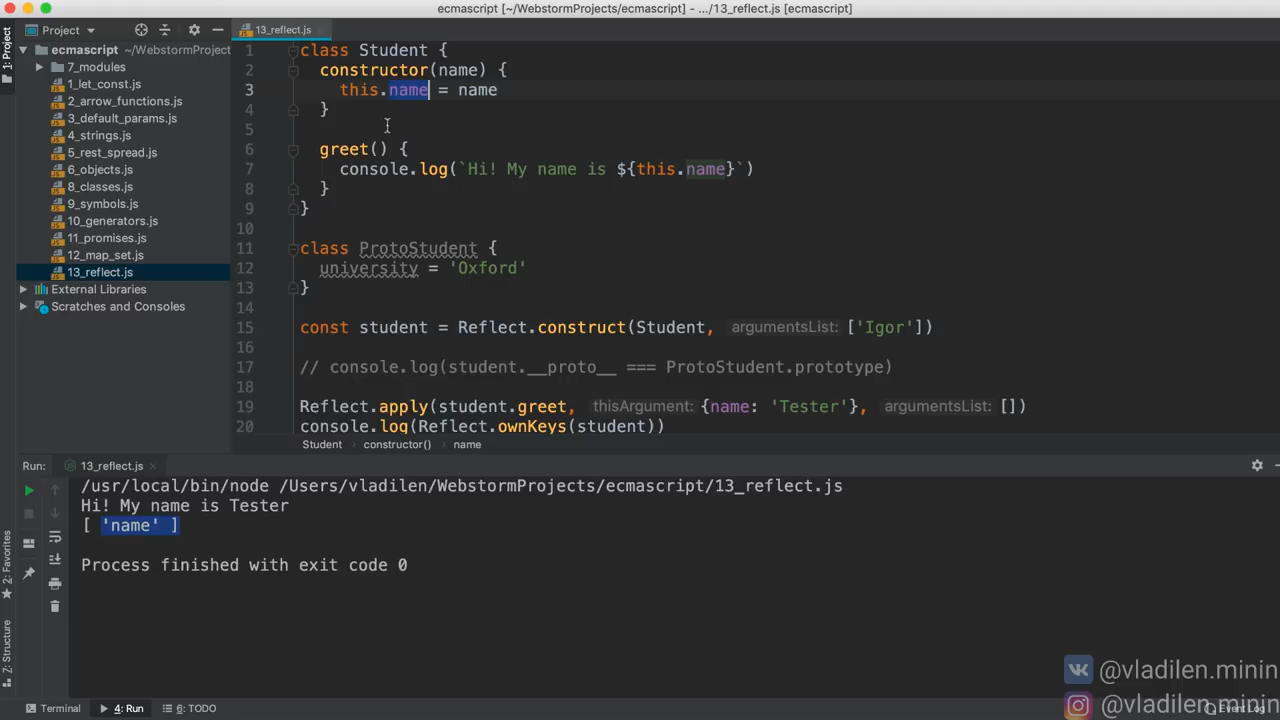 ecmascript [~/WebstormProjects/ecmascript] - .../13_reflect.js [ecmascript]
1: Project
Project
13_reflect.js
ecmascript ~/WebstormProject
7_modules
1_let_const.js
2_arrow_functions.js
3_default_params.js
4_strings.js
5_rest_spread.js
6_objects.js
8_classes.js
9_symbols.js
10_generators.js
11_promises.js
12_map_set.js
13_reflect.js
External Libraries
Scratches and Consoles
1 class Student {
2 constructor(name) {
3 this.name = name
4 }
5
6 greet() {
7 console.log(`Hi! My name is ${this.name}`)
8 }
9 }
10
11 class ProtoStudent {
12 university = 'Oxford'
13 }
14
15 const student = Reflect.construct(Student, argumentsList: ['Igor'])
16
17 // console.log(student.__proto__ === ProtoStudent.prototype)
18
19 Reflect.apply(student.greet, thisArgument: {name: 'Tester'}, argumentsList: [])
20 console.log(Reflect.ownKeys(student))
Student constructor() name
Run: 13_reflect.js
/usr/local/bin/node /Users/vladilen/WebstormProjects/ecmascript/13_reflect.js
Hi! My name is Tester
[ 'name' ]
Process finished with exit code 0
2: Favorites
Z: Structure
@vladilen.minin
@vladilen.minin
Terminal 4: Run 6: TODO Event Log